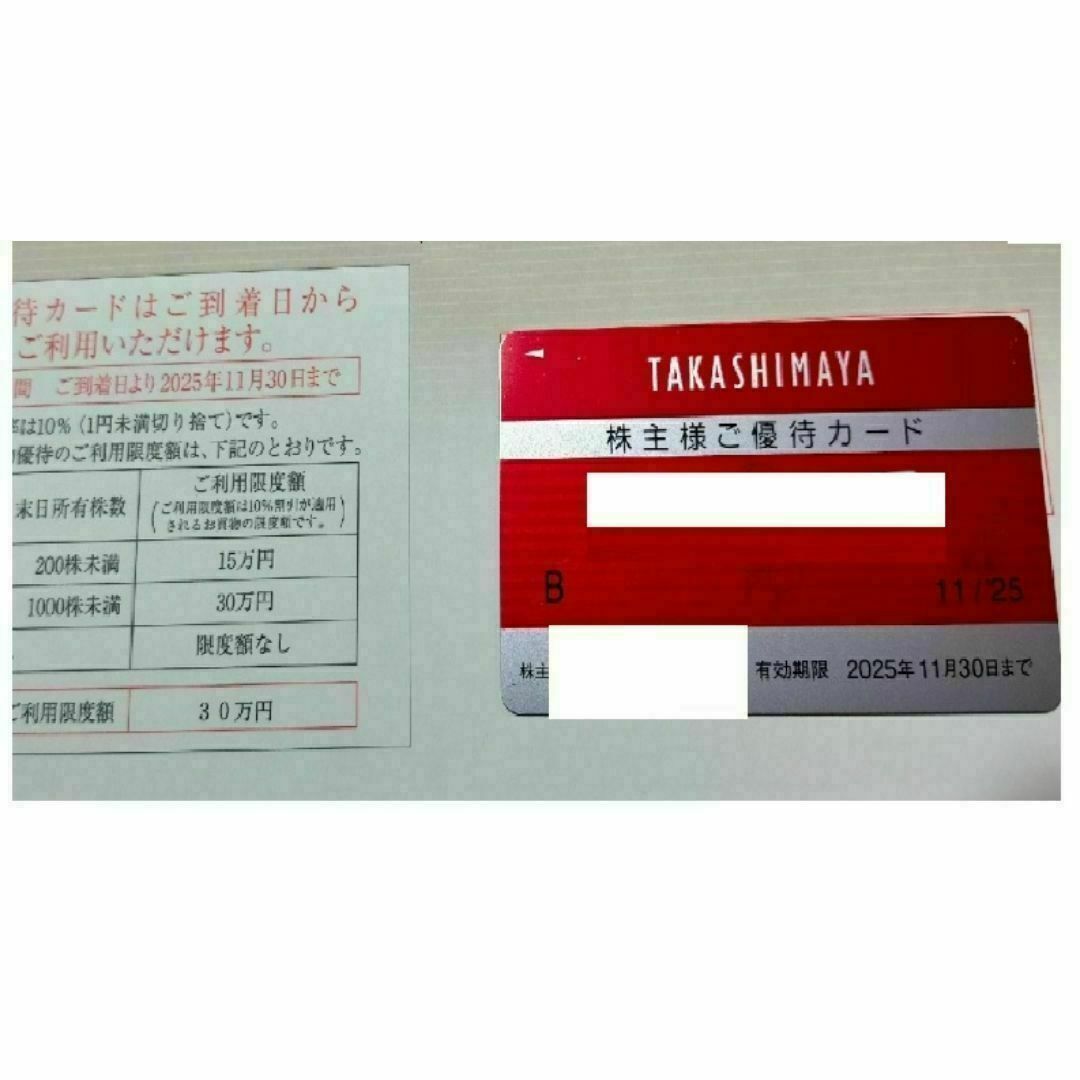 待カードはご到着日から
ご利用いただけます。
間 ご到着日より2025年11月30日まで
は10%（1円未満切り捨て）です。
優待のご利用限度額は、下記のとおりです。
末日所有株数
ご利用限度額
（ご利用限度額は10%割引が適用
されるお買物の限度額です。）
200株未満 15万円
1000株未満 30万円
限度額なし
ご利用限度額 30万円
TAKASHIMAYA
株主様ご優待カード
B 11/'25
株主
有効期限 2025年11月30日まで